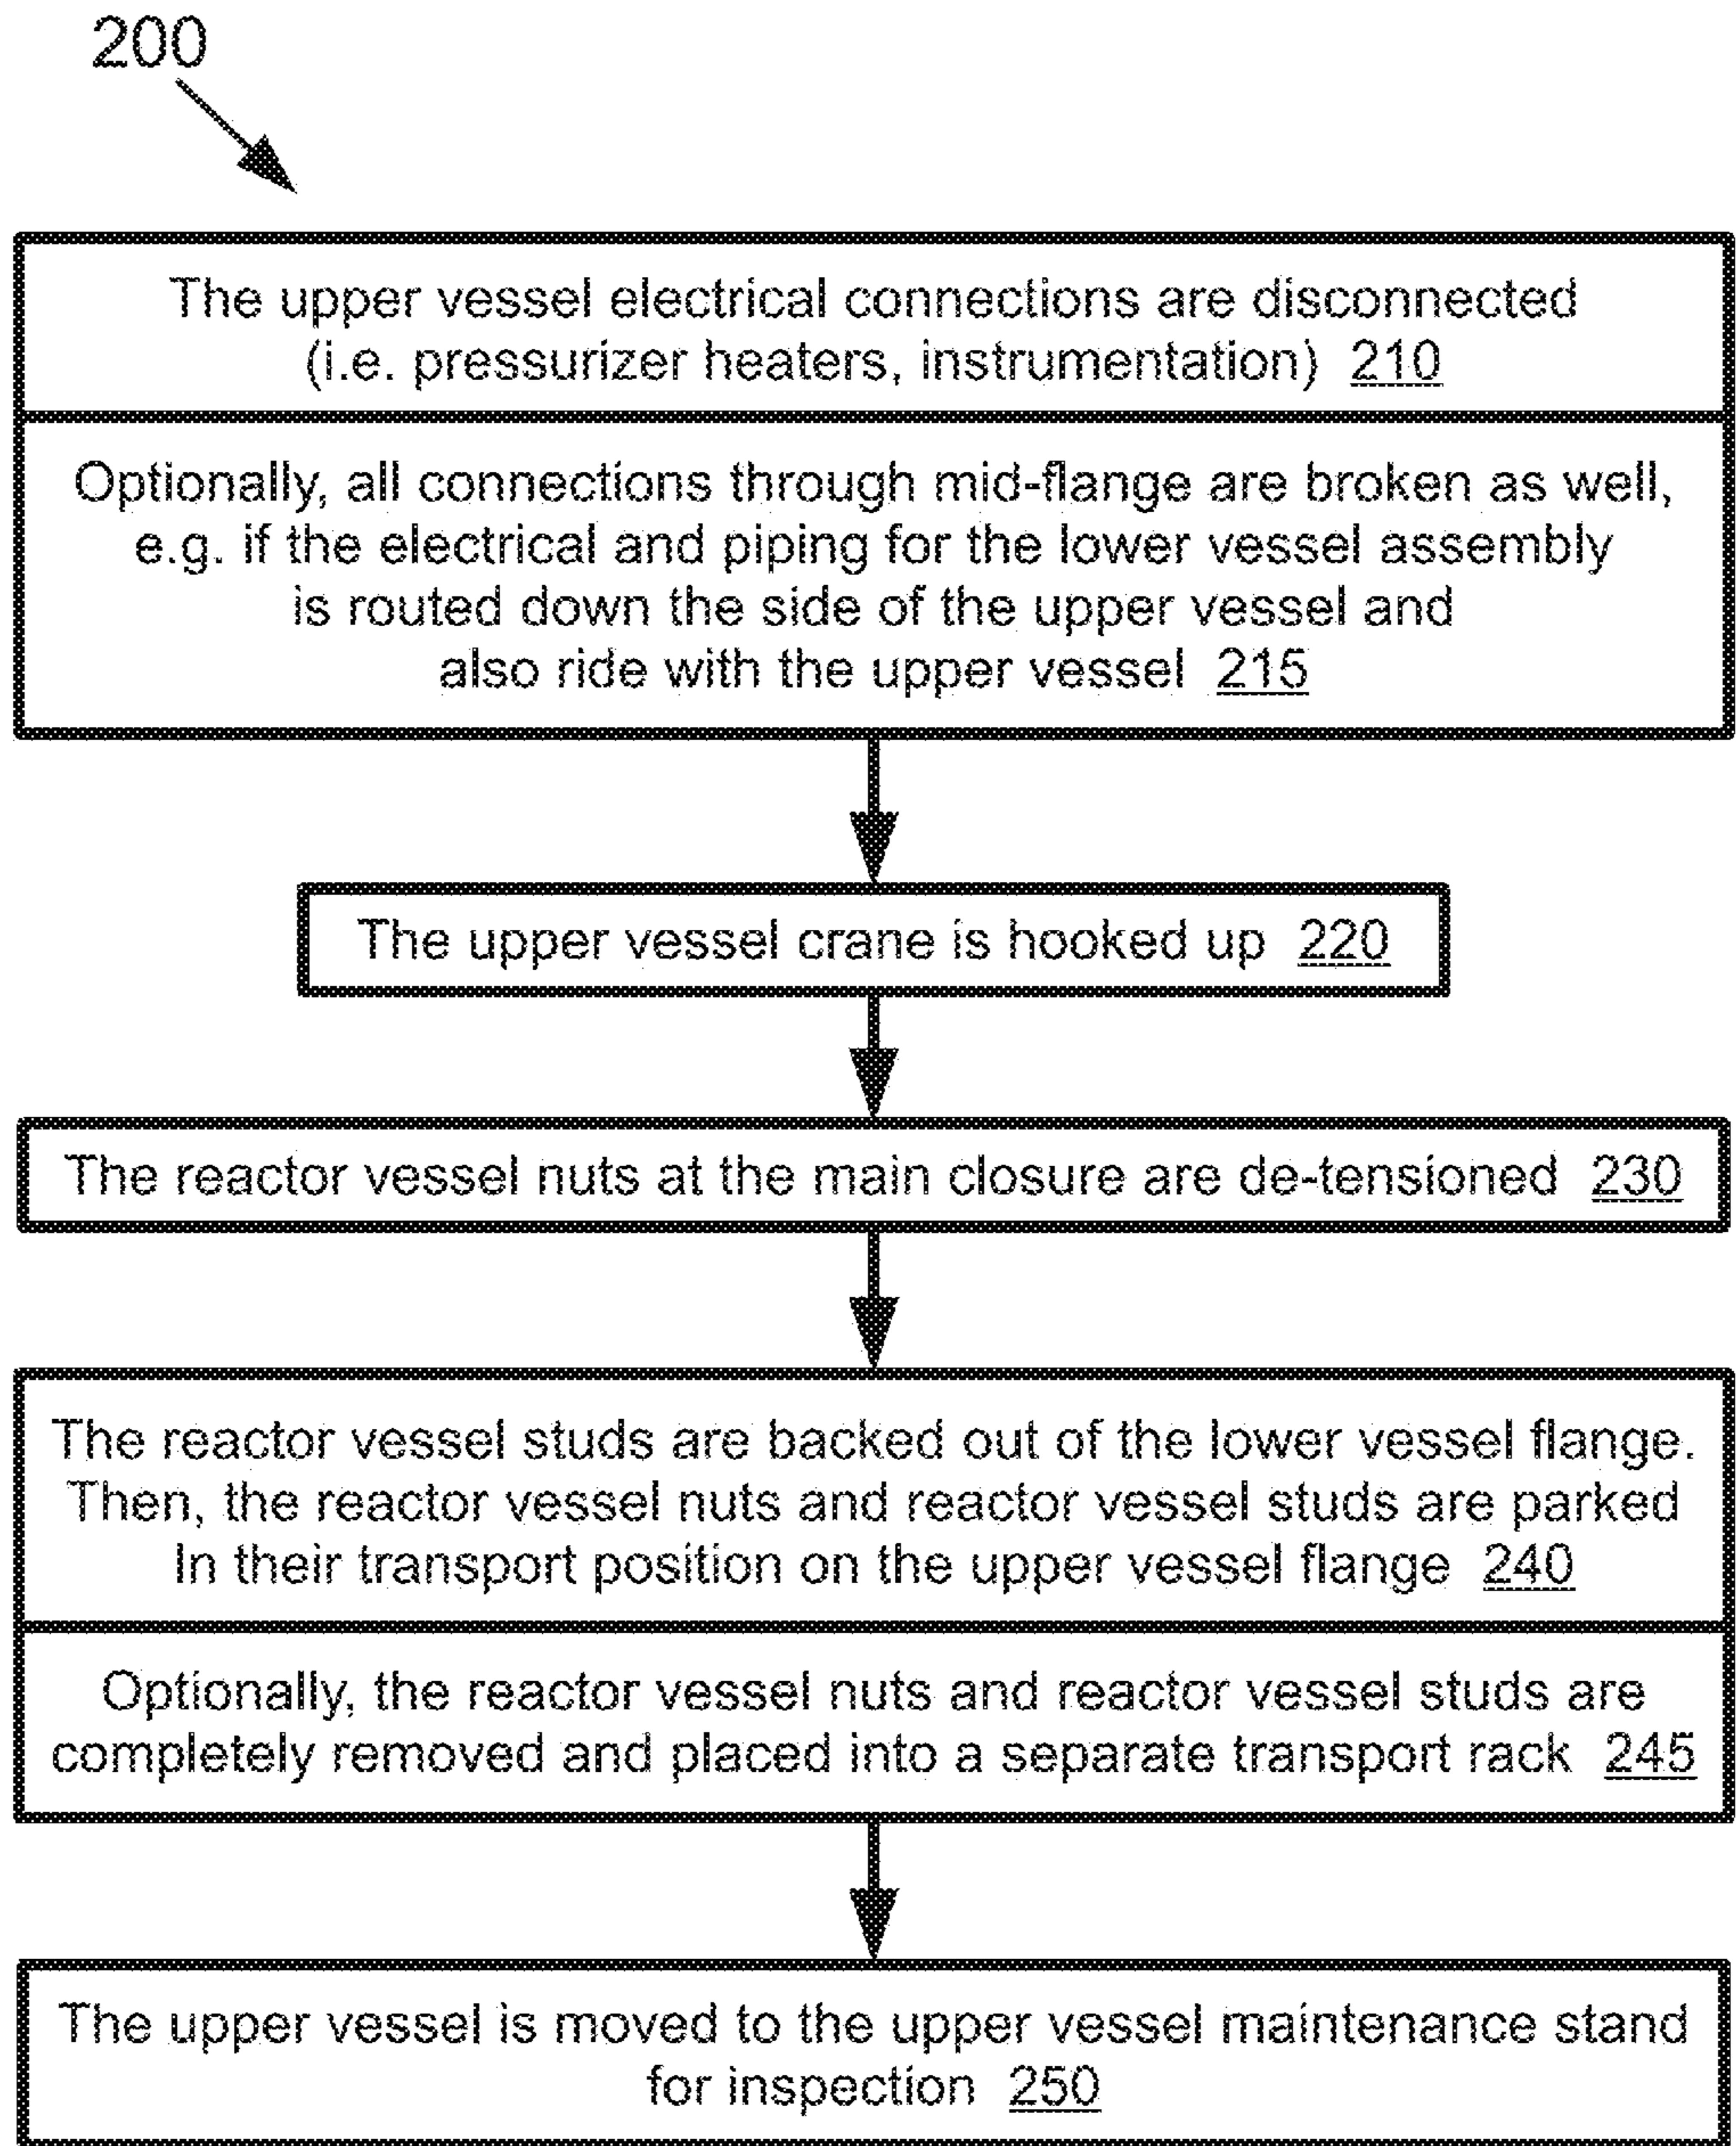 200
The upper vessel electrical connections are disconnected
(i.e. pressurizer heaters, instrumentation) 210
Optionally, all connections through mid-flange are broken as well,
e.g. if the electrical and piping for the lower vessel assembly
is routed down the side of the upper vessel and
also ride with the upper vessel 215
The upper vessel crane is hooked up 220
The reactor vessel nuts at the main closure are de-tensioned 230
The reactor vessel studs are backed out of the lower vessel flange.
Then, the reactor vessel nuts and reactor vessel studs are parked
In their transport position on the upper vessel flange 240
Optionally, the reactor vessel nuts and reactor vessel studs are
completely removed and placed into a separate transport rack 245
The upper vessel is moved to the upper vessel maintenance stand
for inspection 250